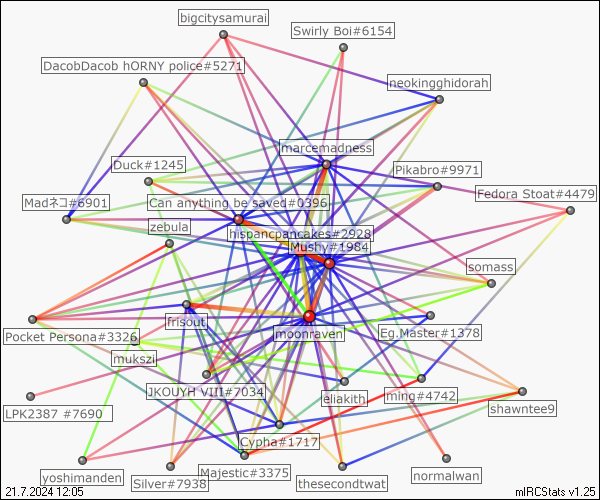 bigcitysamurai
Swirly Boi#6154
DacobDacob hORNY police#5271
neokingghidorah
marcemadness
Duck#1245
Pikabro#9971
Fedora Stoat#4479
Madネコ#6901
Can anything be saved#0396
zebula
hispancpancakes#2928
Mushy#1984
somass
frisout
moonraven
Eg.Master#1378
Pocket Persona#3326
mukszi
JKOUYH VIII#7034
eliakith
ming#4742
LPK2387 #7690
shawntee9
Cypha#1717
yoshimanden
Silver#7938
Majestic#3375
thesecondtwat
normalwan
21.7.2024 12:05
mIRCStats v1.25